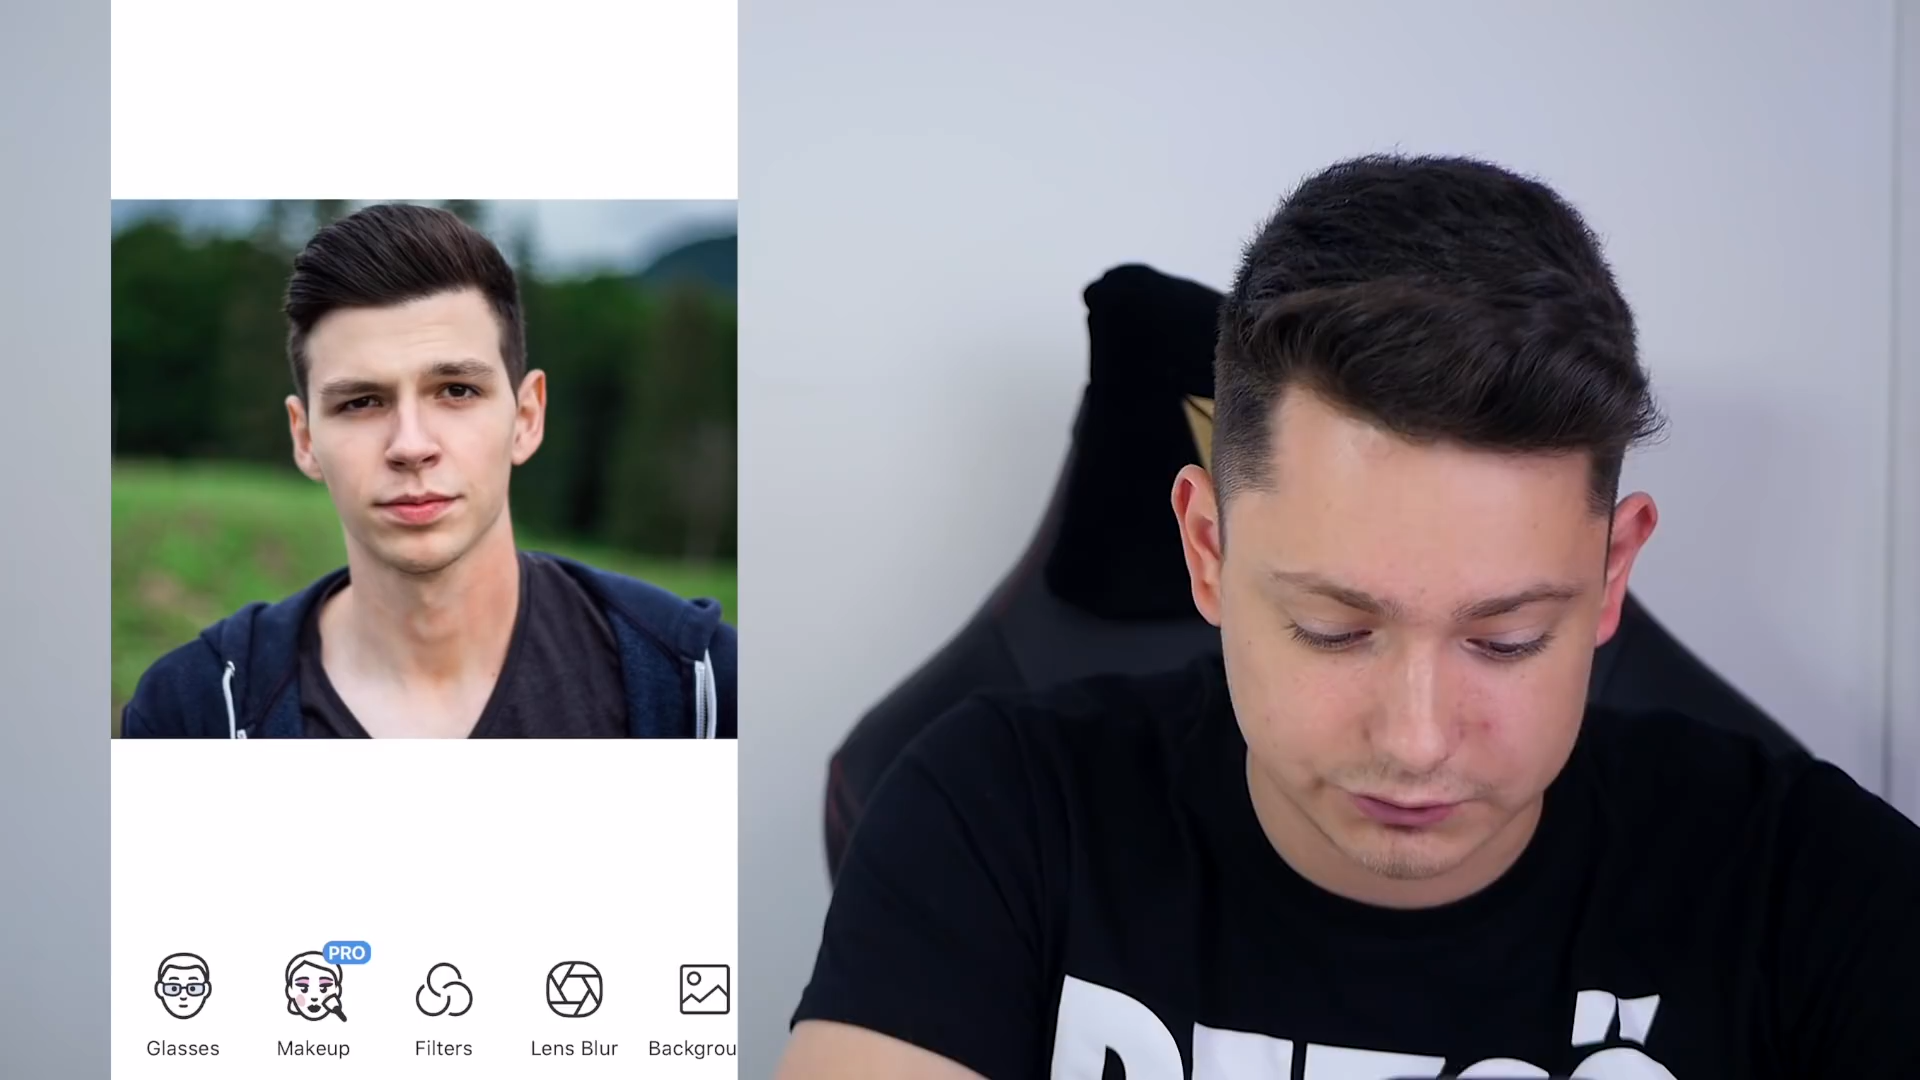 PRO
Glasses
Makeup
Filters
Lens Blur
Backgrou